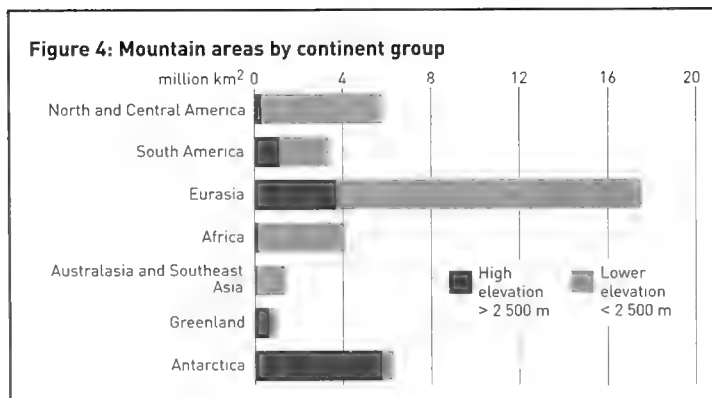 Figure 4: Mountain areas by continent group
million km² 0 4 8 12 16 20
North and Central America
South America
Eurasia
Africa
Australasia and Southeast
Asia
Greenland
Antarctica
High
elevation
> 2 500 m
Lower
elevation
< 2 500 m